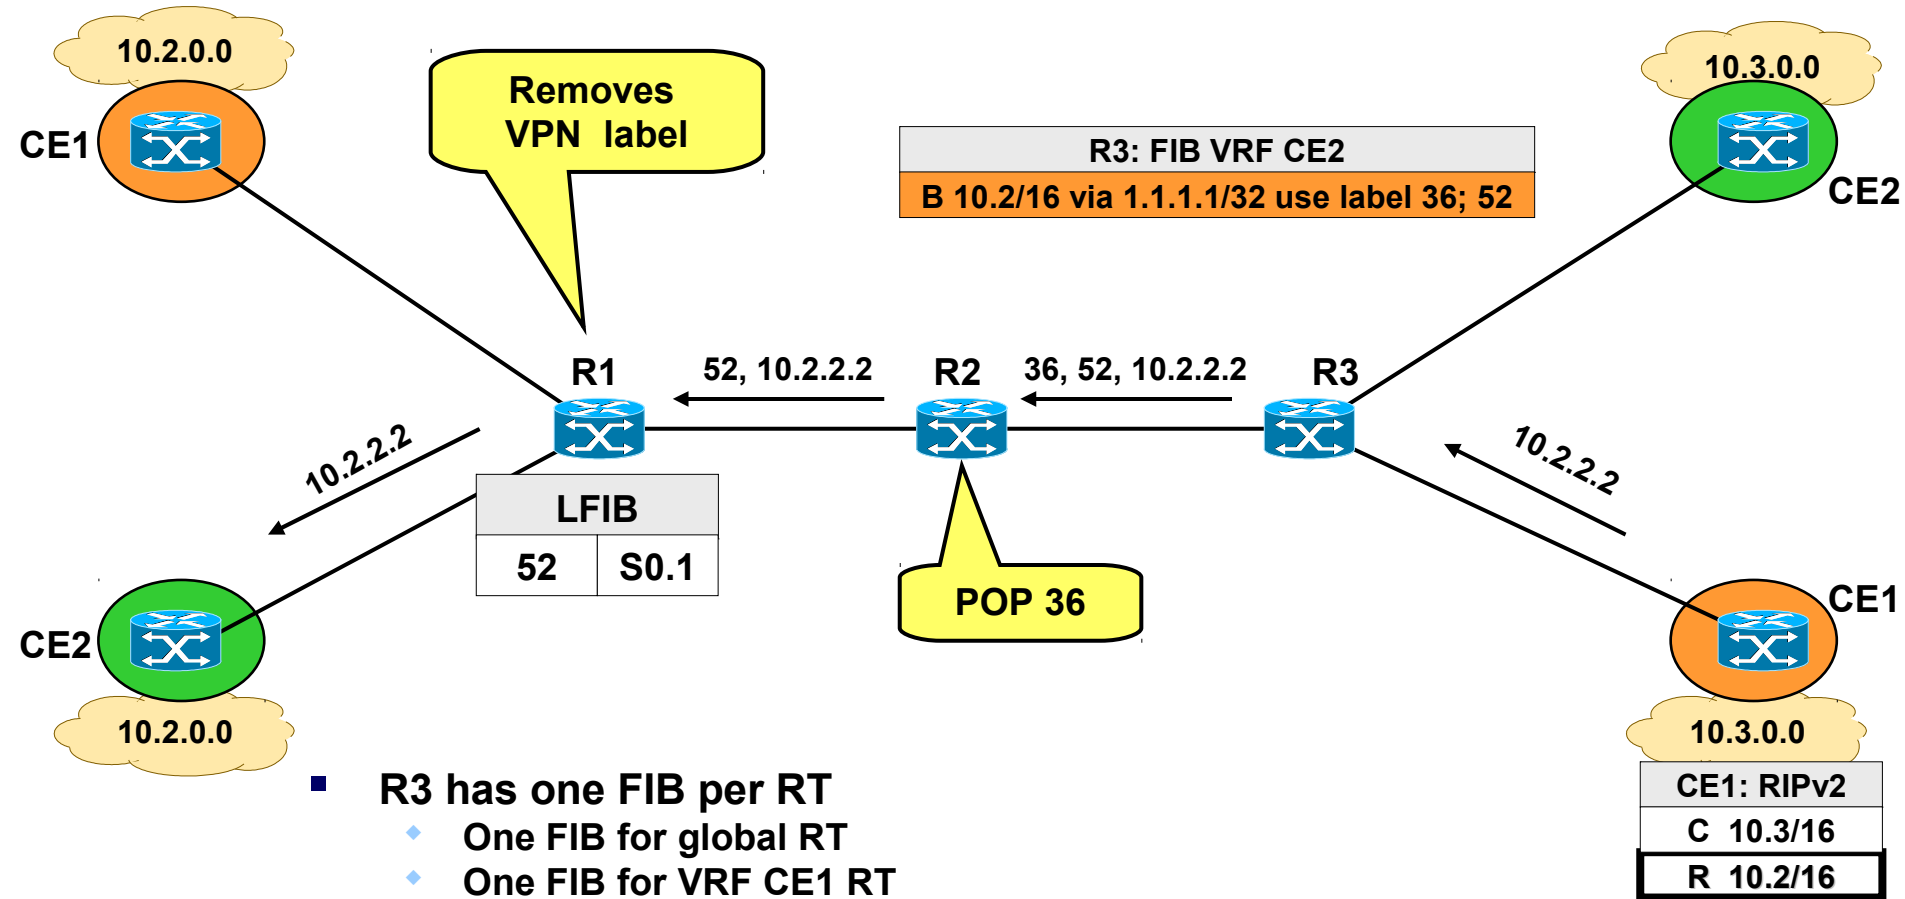 10.2.0.0
CE1
Removes
VPN label
R3: FIB VRF CE2
B 10.2/16 via 1.1.1.1/32 use label 36; 52
10.3.0.0
CE2
R1
52, 10.2.2.2
R2
36, 52, 10.2.2.2
R3
10.2.2.2
10.2.2.2
LFIB
52 S0.1
POP 36
CE2
10.2.0.0
CE1
10.3.0.0
CE1: RIPv2
C 10.3/16
R 10.2/16
R3 has one FIB per RT
One FIB for global RT
One FIB for VRF CE1 RT